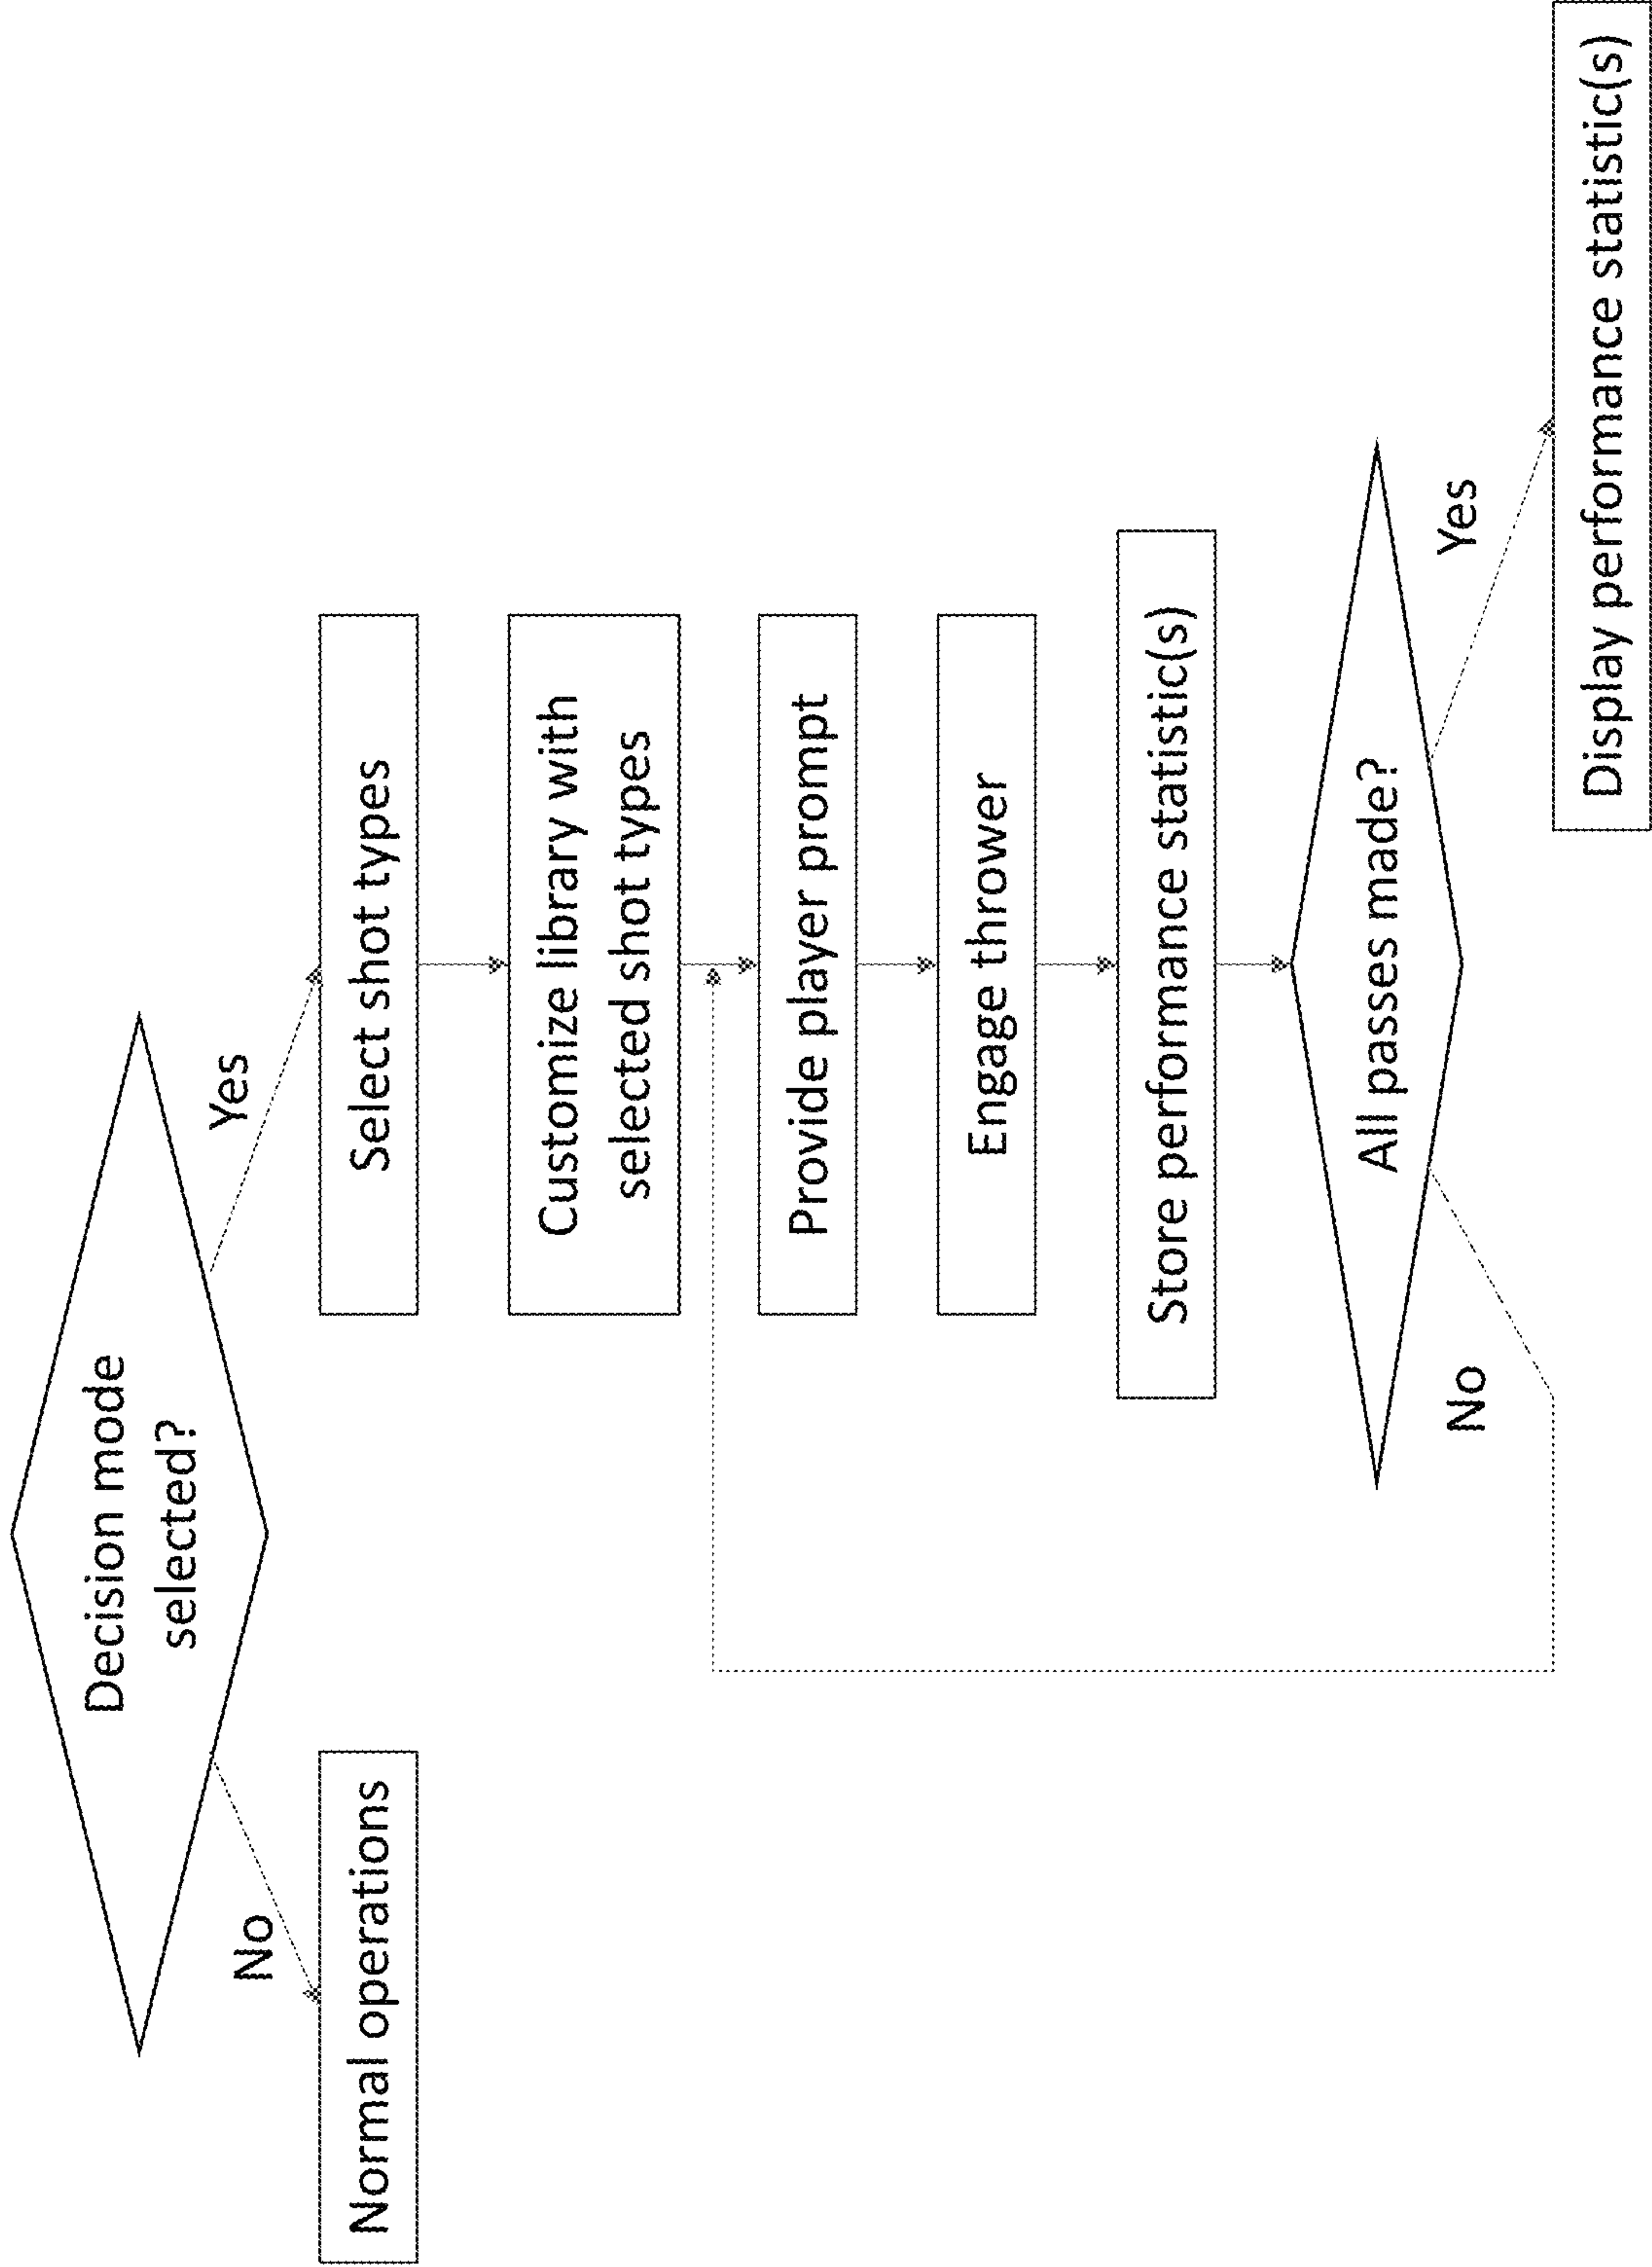 Decision mode
selected?
No
Yes
Normal operations
Select shot types
Customize library with
selected shot types
Provide player prompt
Engage thrower
Store performance statistic(s)
All passes made?
No
Yes
Display performance statistic(s)